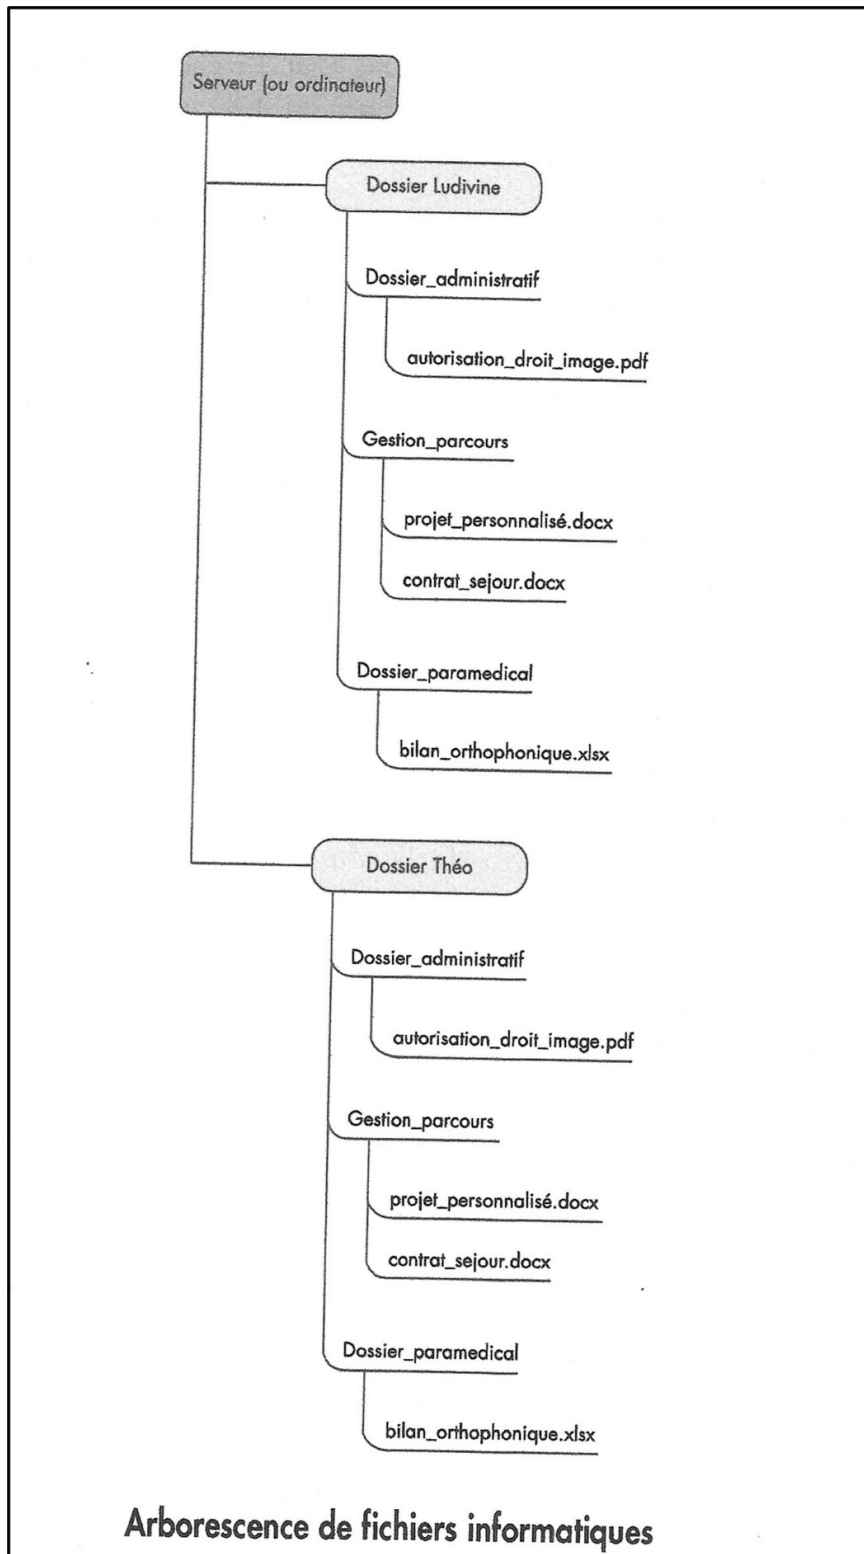 Serveur (ou ordinateur)
Dossier Ludivine
Dossier_administratif
autorisation_droit_image.pdf
Gestion_parcours
projet_personnalisé.docx
contrat_sejour.docx
Dossier_paramedical
bilan_orthophonique.xlsx
Dossier Théo
Dossier_administratif
autorisation_droit_image.pdf
Gestion_parcours
projet_personnalisé.docx
contrat_sejour.docx
Dossier_paramedical
bilan_orthophonique.xlsx
Arborescence de fichiers informatiques